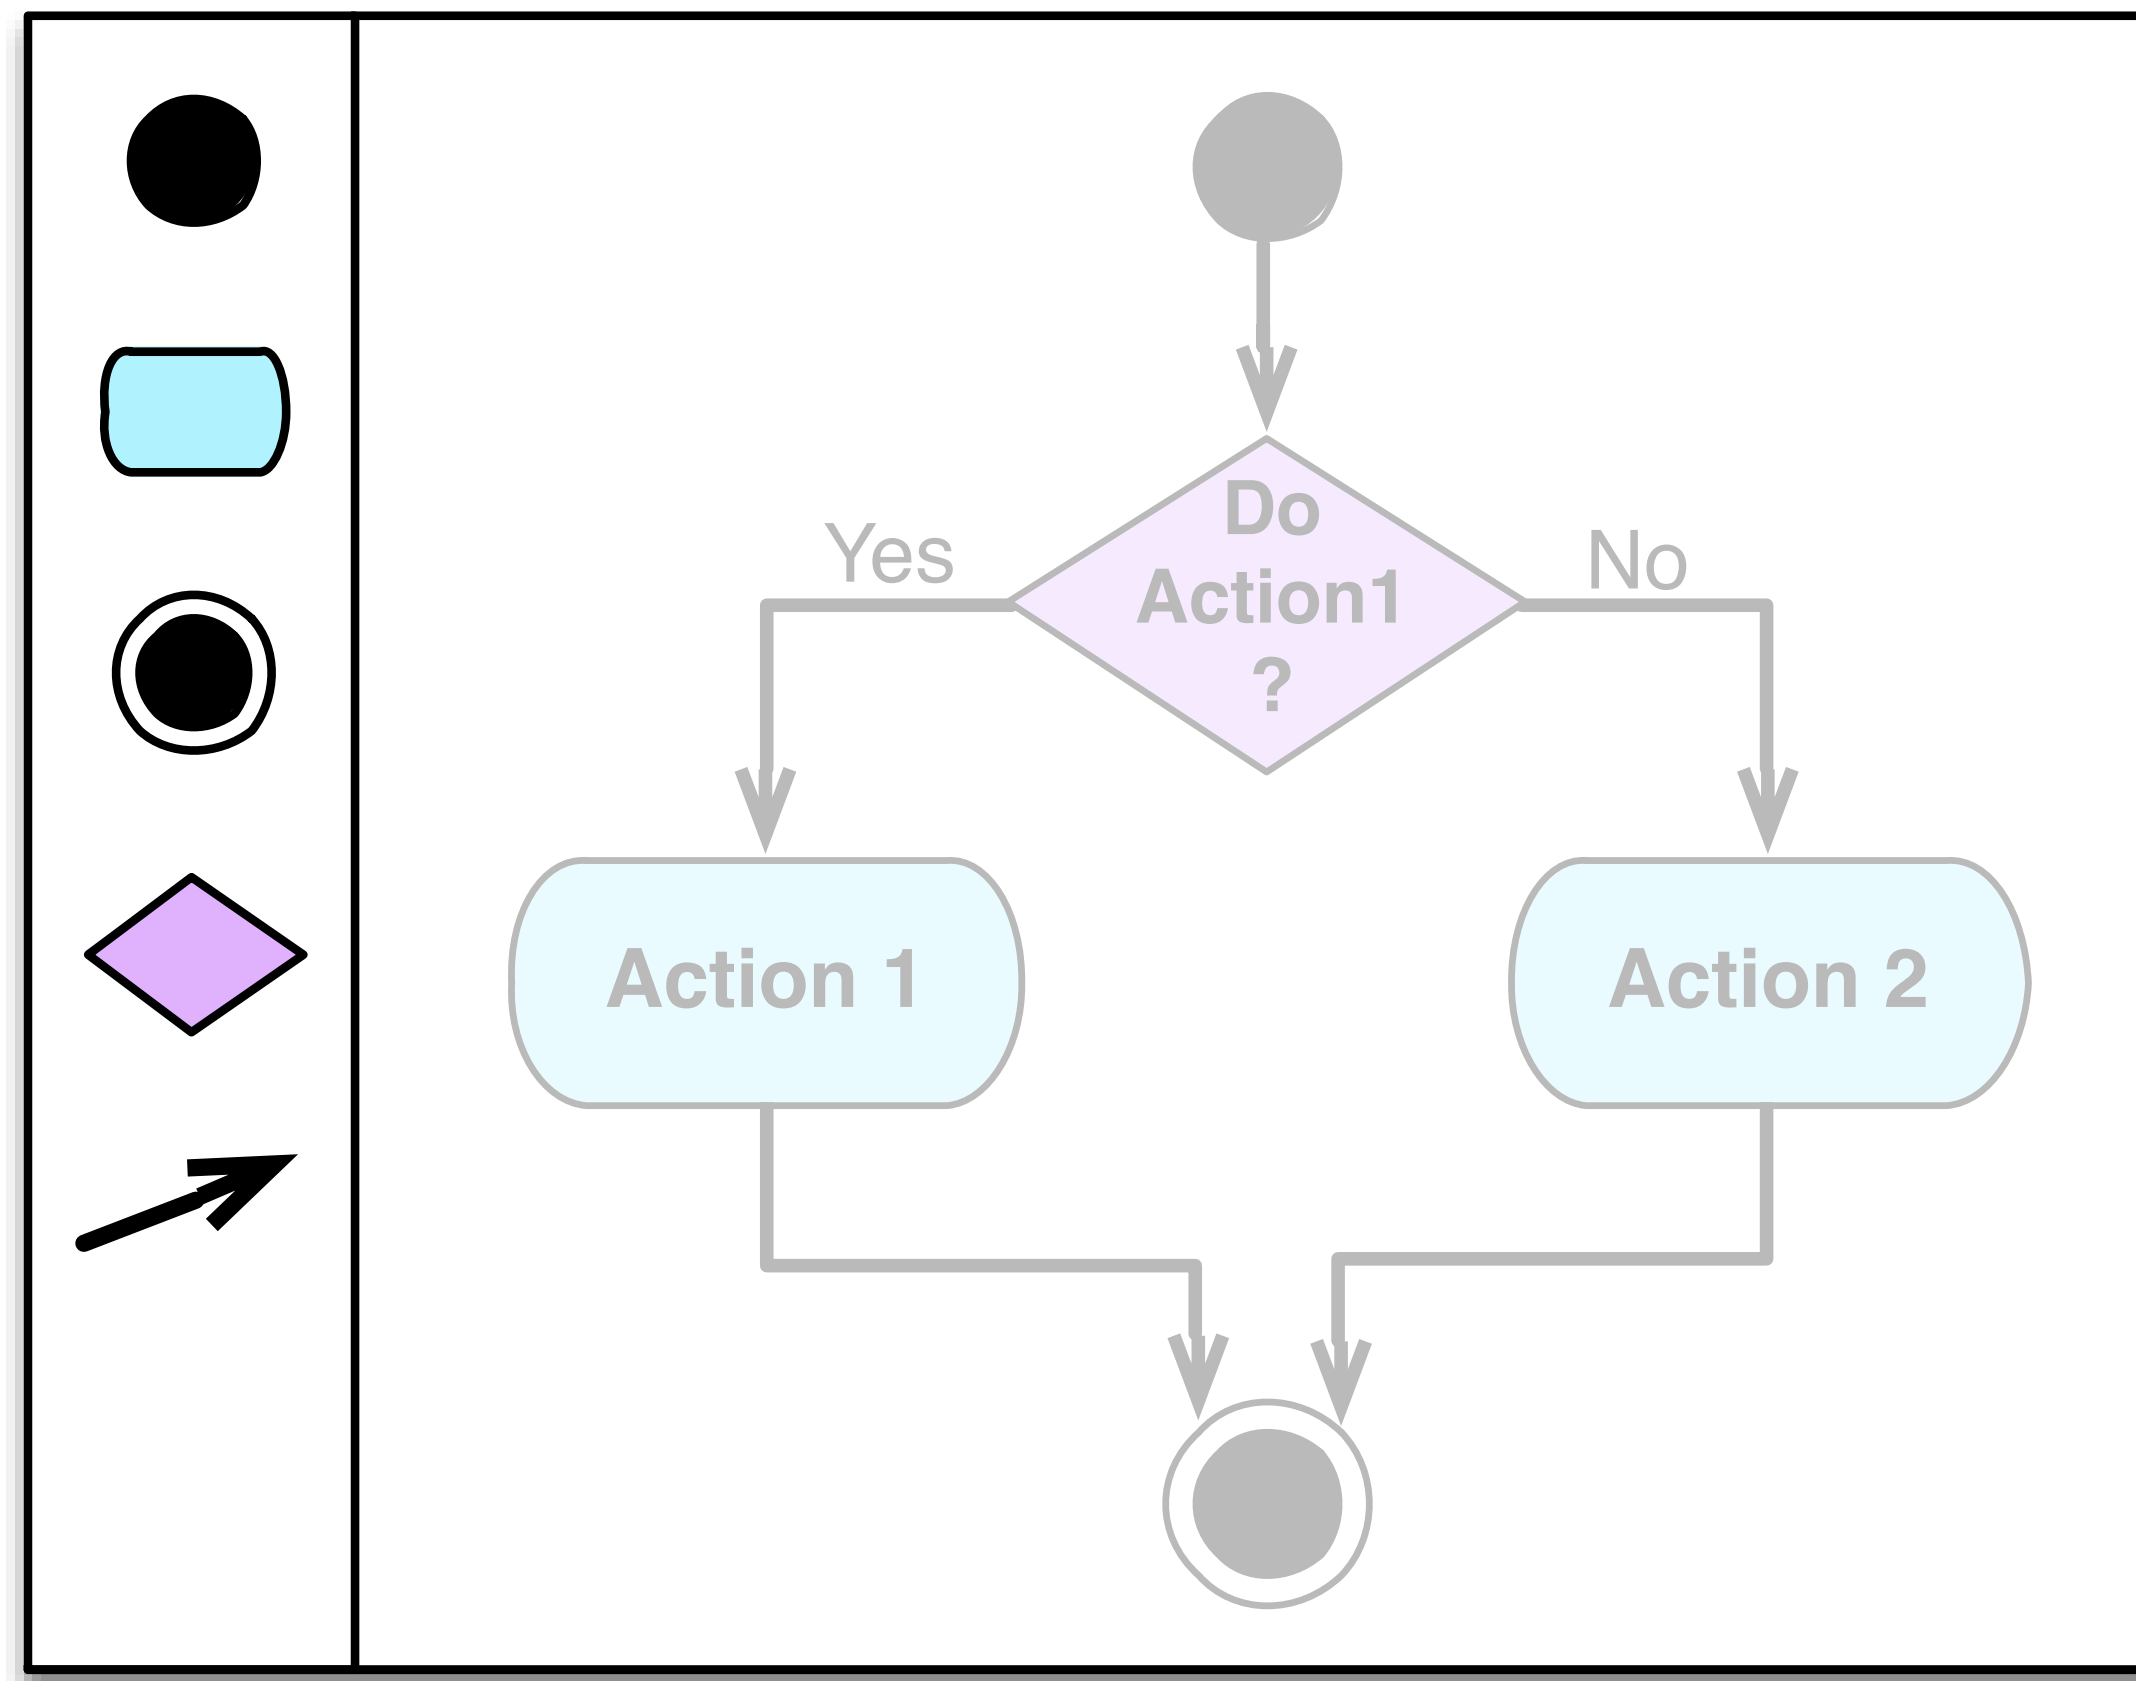 Do
Action1
?
Yes
No
Action 1
Action 2